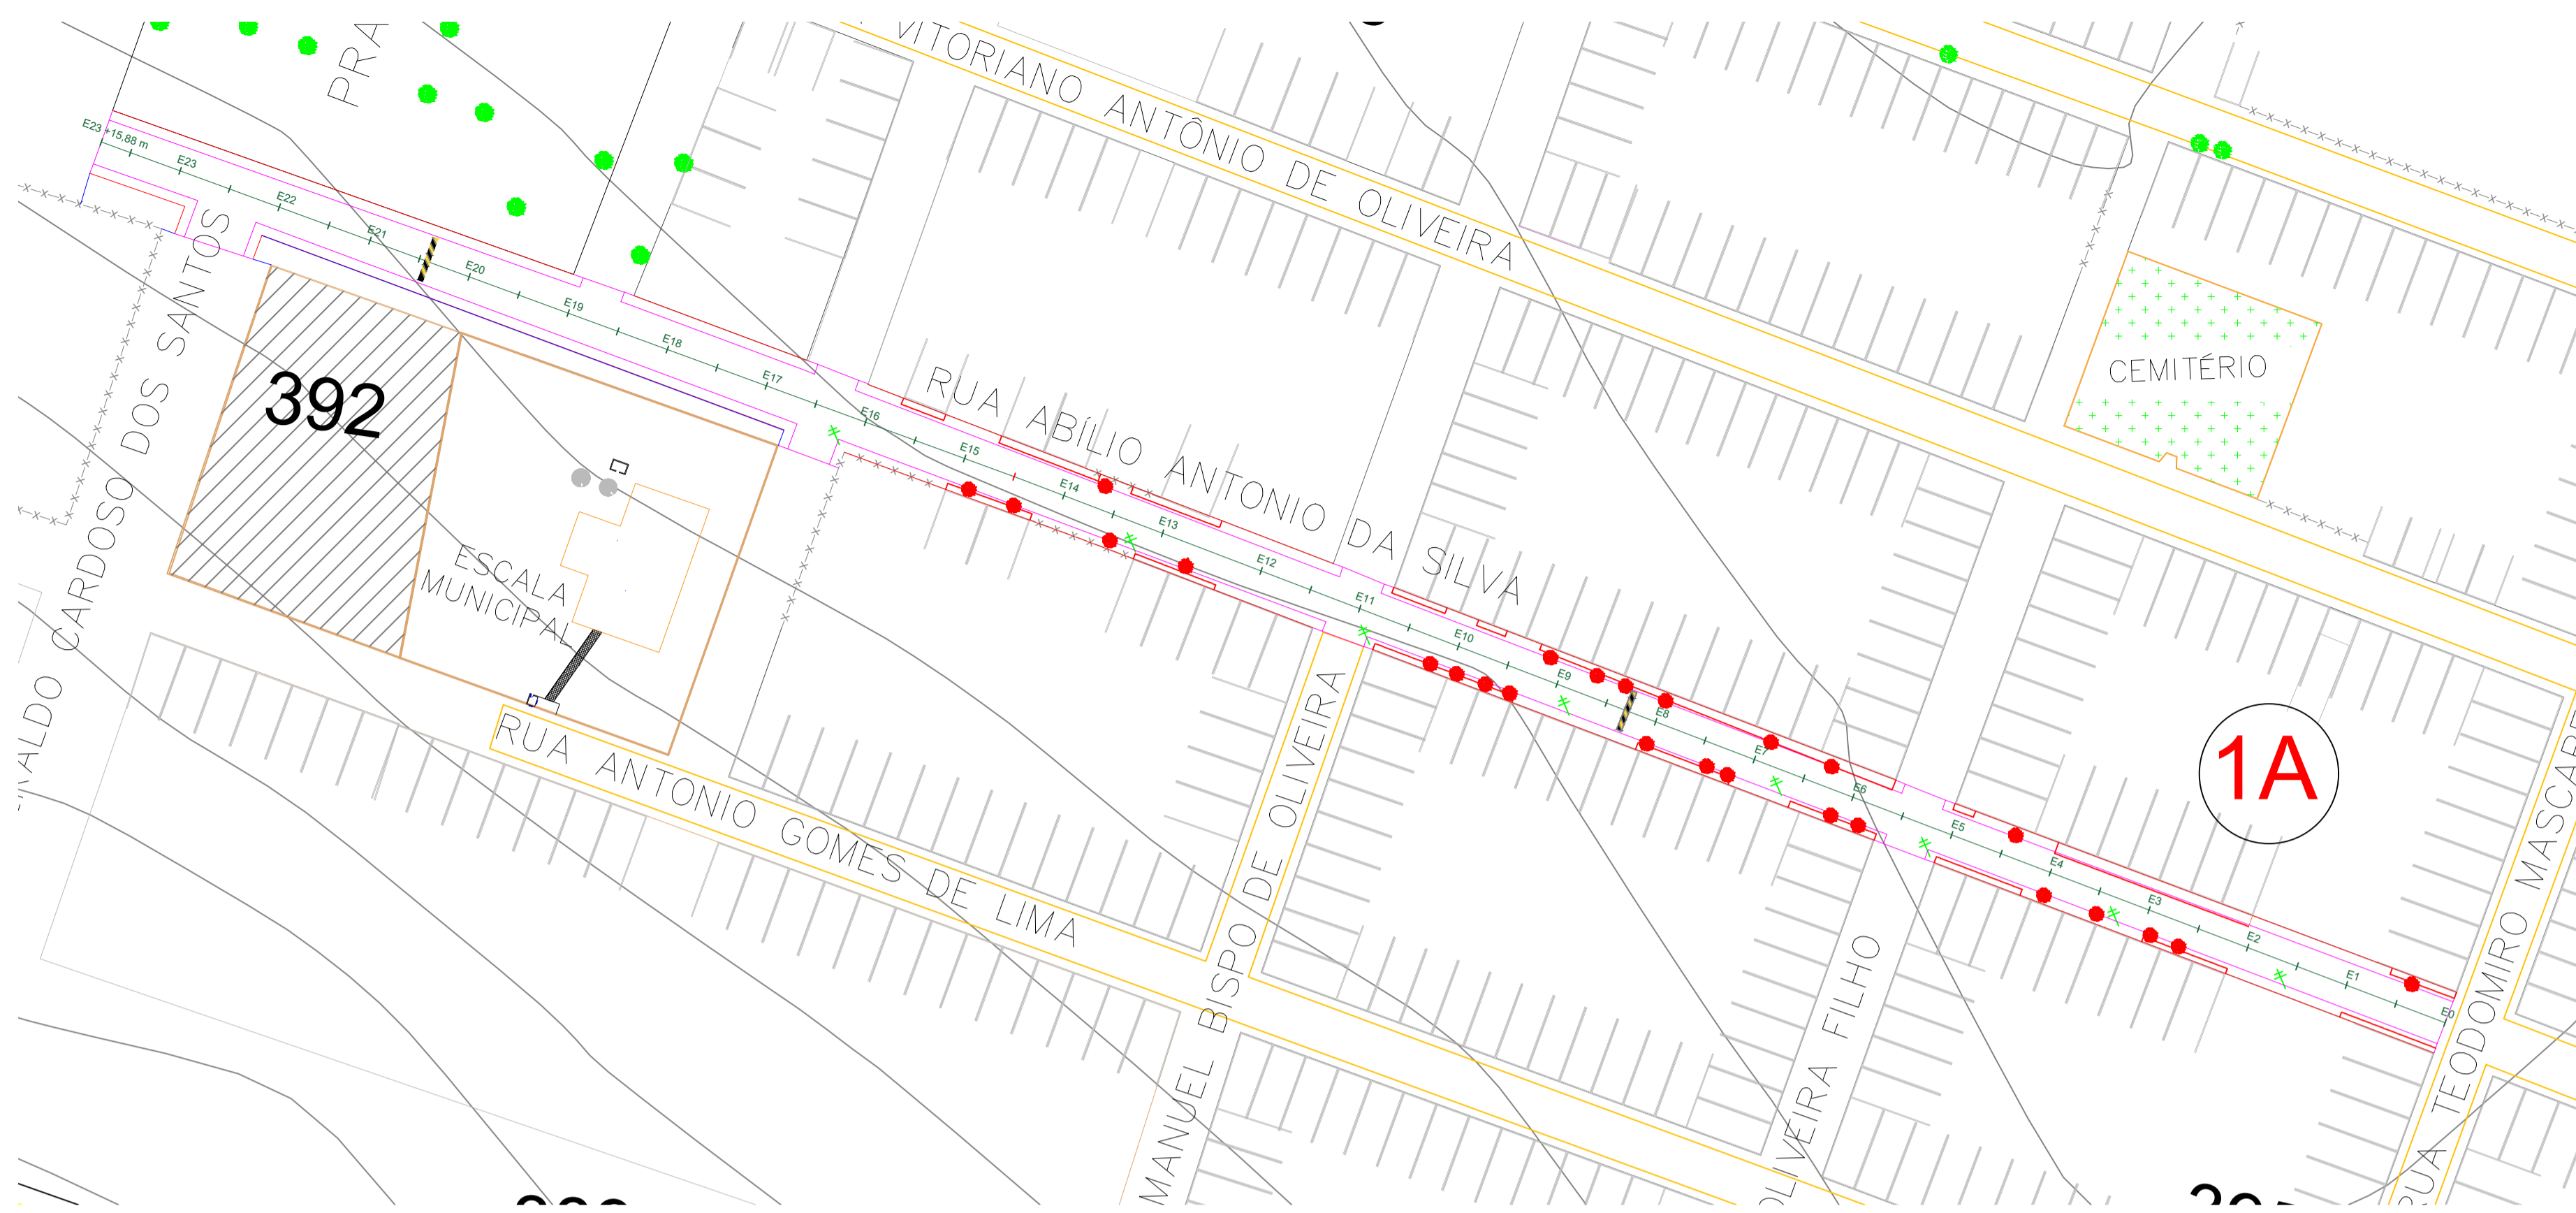 PRA
VITORIANO ANTÔNIO DE OLIVEIRA
E23 +15,88 m
E23
E22
E21
E20
E19
E18
E17
E16
E15
E14
E13
E12
E11
E10
E9
E8
E7
E6
E5
E4
E3
E2
E1
E0
RUA ABÍLIO ANTONIO DA SILVA
CEMITÉRIO
392
ESCALA
MUNICIPAL
CARDOSO DOS SANTOS
RUA ANTONIO GOMES DE LIMA
MANUEL BISPO DE OLIVEIRA
OLIVEIRA FILHO
1A
RUA TEODOMIRO